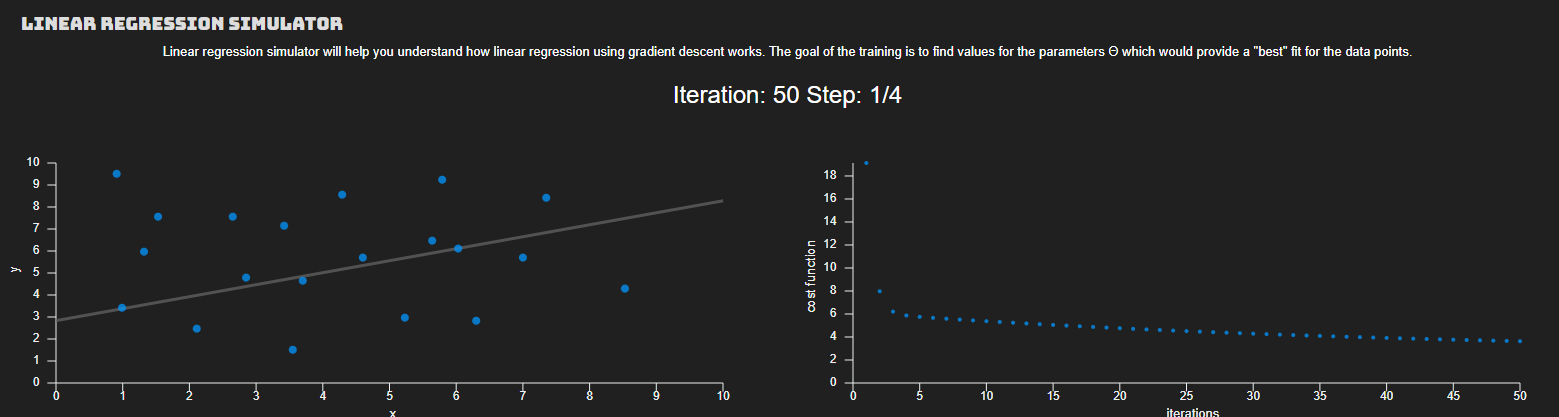 LINEAR REGRESSION SIMULATOR
Linear regression simulator will help you understand how linear regression using gradient descent works. The goal of the training is to find values for the parameters Θ which would provide a "best" fit for the data points.
Iteration: 50 Step: 1/4
10
9
8
7
6
5
4
3
2
1
0
y
0 1 2 3 4 5 6 7 8 9 10
x
18
16
14
12
10
8
6
4
2
0
cost function
0 5 10 15 20 25 30 35 40 45 50
iterations